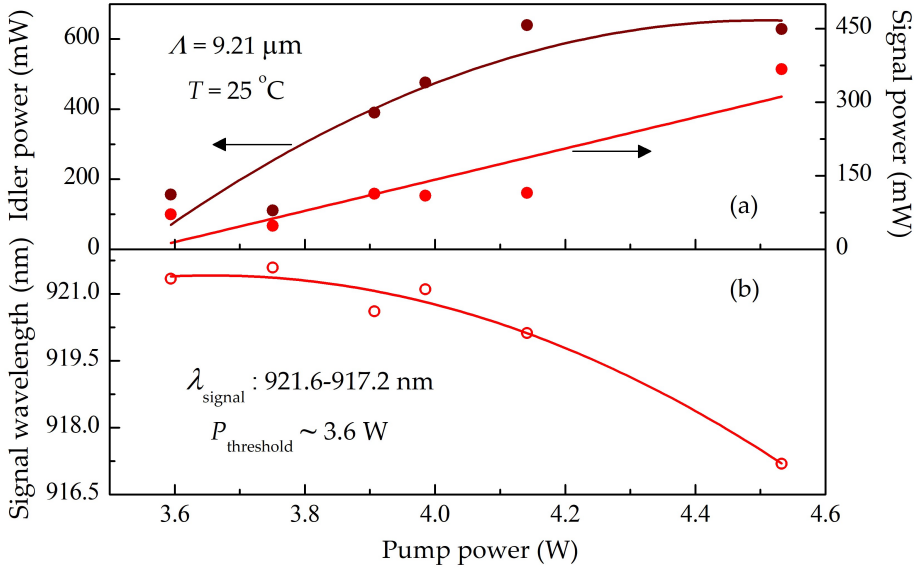 Idler power (mW)
600
400
200
0
Λ = 9.21 μm
T = 25 °C
(a)
450
300
150
0
Signal power (mW)
Signal wavelength (nm)
921.0
919.5
918.0
916.5
(b)
λsignal : 921.6-917.2 nm
Pthreshold ~ 3.6 W
3.6 3.8 4.0 4.2 4.4 4.6
Pump power (W)